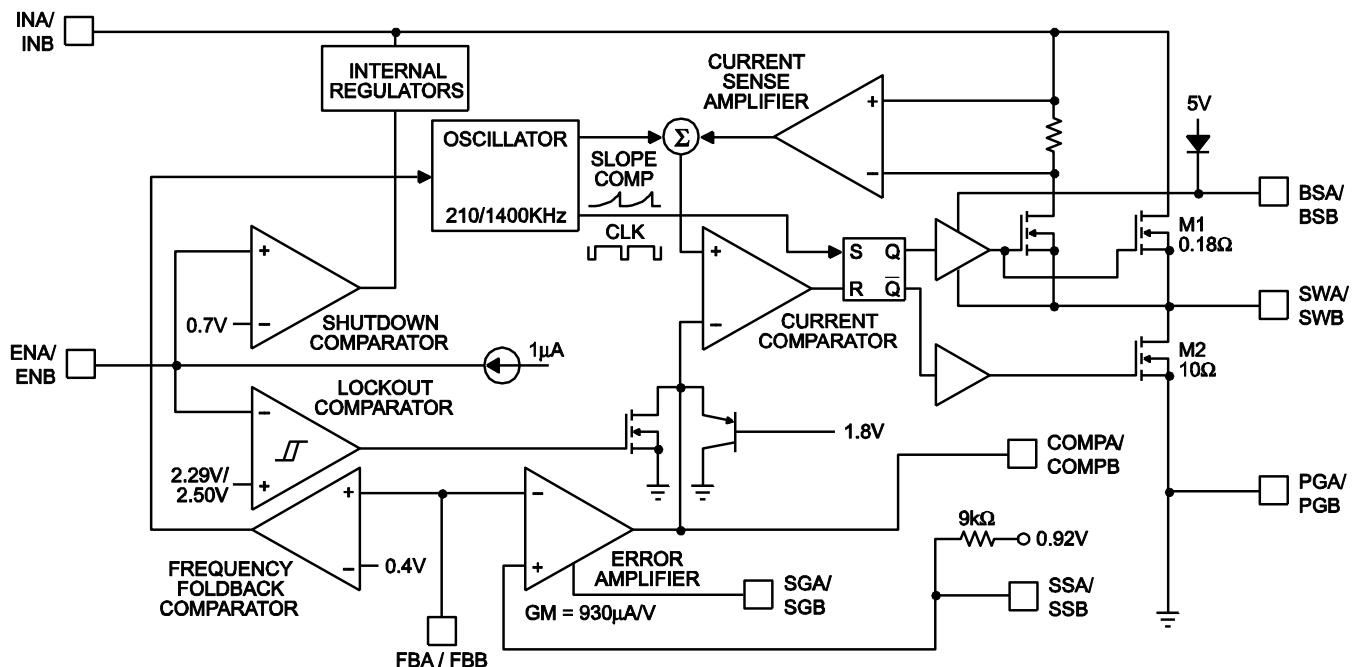 INA/
INB
INTERNAL
REGULATORS
CURRENT
SENSE
AMPLIFIER
+
−
5V
OSCILLATOR
210/1400KHz
Σ
SLOPE
COMP
CLK
BSA/
BSB
M1
0.18Ω
+
−
0.7V
SHUTDOWN
COMPARATOR
+
−
CURRENT
COMPARATOR
S Q
R Q̅
SWA/
SWB
ENA/
ENB
1μA
M2
10Ω
LOCKOUT
COMPARATOR
−
+
2.29V/
2.50V
1.8V
COMPA/
COMPB
PGA/
PGB
+
−
0.4V
FREQUENCY
FOLDBACK
COMPARATOR
−
+
ERROR
AMPLIFIER
GM = 930μA/V
9kΩ
0.92V
SGA/
SGB
SSA/
SSB
FBA / FBB